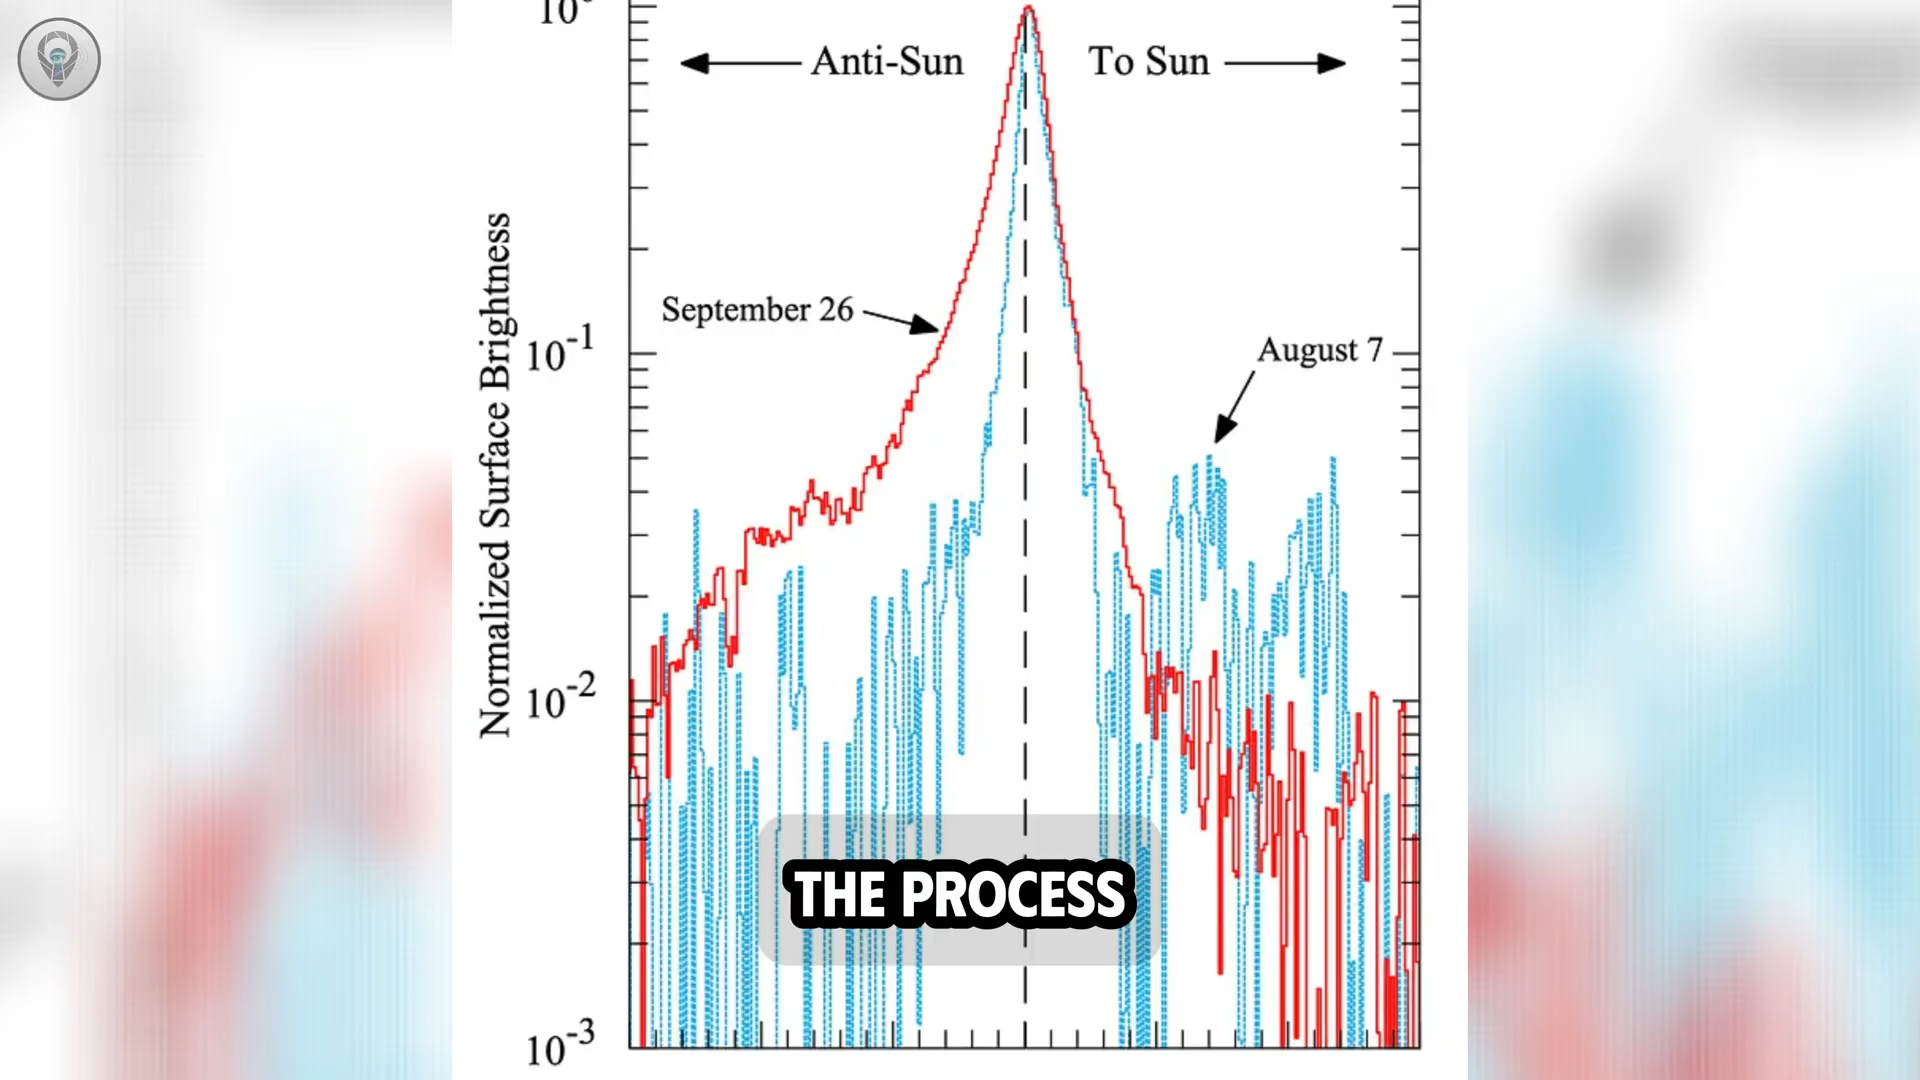 10⁰
Anti-Sun
To Sun
September 26
August 7
Normalized Surface Brightness
10⁻¹
10⁻²
10⁻³
THE PROCESS